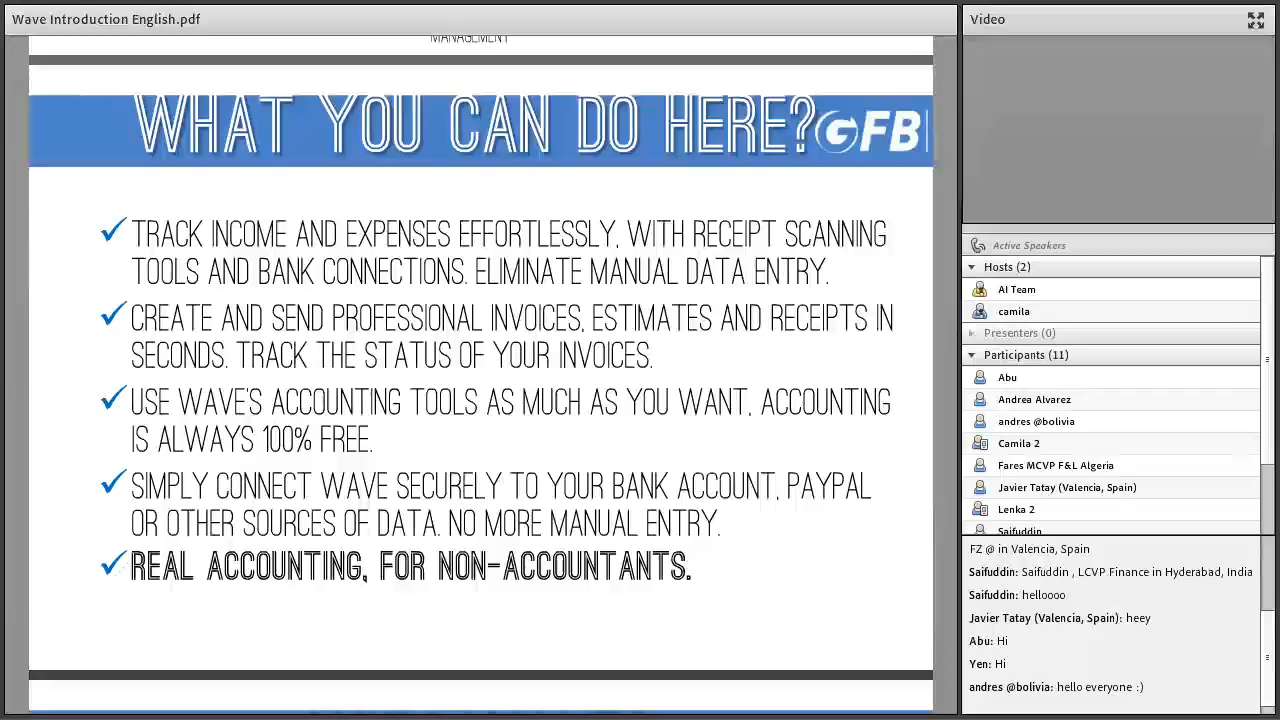 Wave Introduction English.pdf
MANAGEMENT
WHAT YOU CAN DO HERE?
GFB
TRACK INCOME AND EXPENSES EFFORTLESSLY, WITH RECEIPT SCANNING
TOOLS AND BANK CONNECTIONS. ELIMINATE MANUAL DATA ENTRY.
CREATE AND SEND PROFESSIONAL INVOICES, ESTIMATES AND RECEIPTS IN
SECONDS. TRACK THE STATUS OF YOUR INVOICES.
USE WAVE'S ACCOUNTING TOOLS AS MUCH AS YOU WANT, ACCOUNTING
IS ALWAYS 100% FREE.
SIMPLY CONNECT WAVE SECURELY TO YOUR BANK ACCOUNT, PAYPAL
OR OTHER SOURCES OF DATA. NO MORE MANUAL ENTRY.
REAL ACCOUNTING, FOR NON-ACCOUNTANTS.
Video
Active Speakers
Hosts (2)
AI Team
camila
Presenters (0)
Participants (11)
Abu
Andrea Alvarez
andres @bolivia
Camila 2
Fares MCVP F&L Algeria
Javier Tatay (Valencia, Spain)
Lenka 2
Saifuddin
FZ @ in Valencia, Spain
Saifuddin: Saifuddin , LCVP Finance in Hyderabad, India
Saifuddin: helloooo
Javier Tatay (Valencia, Spain): heey
Abu: Hi
Yen: Hi
andres @bolivia: hello everyone :)